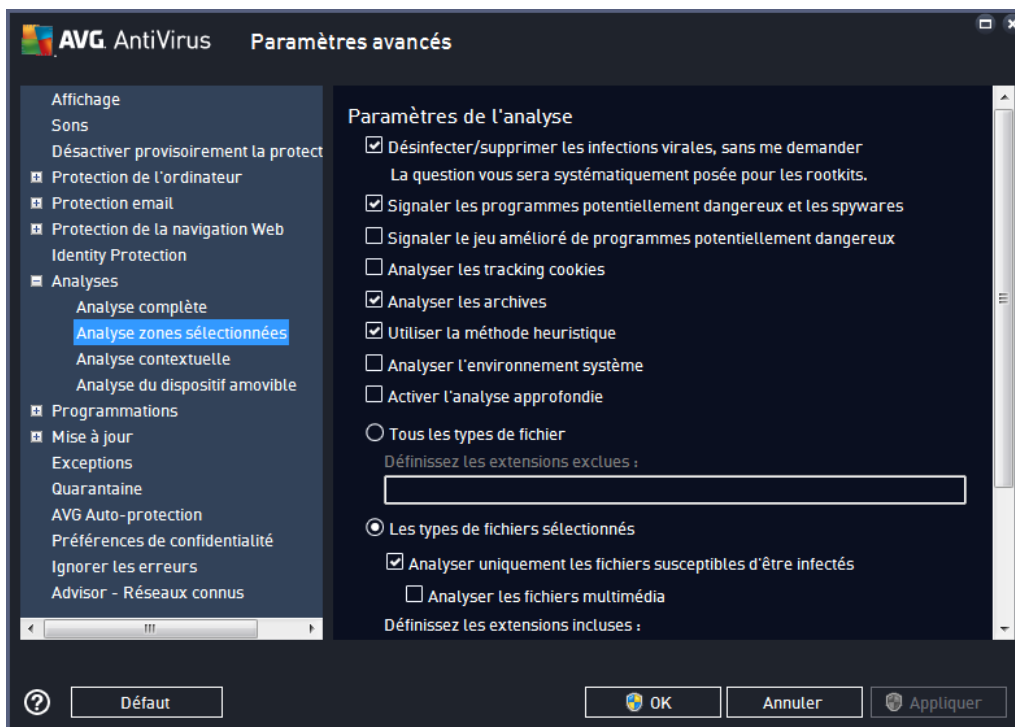 AVG. AntiVirus Paramètres avancés
Affichage
Sons
Désactiver provisoirement la protect
Protection de l'ordinateur
Protection email
Protection de la navigation Web
Identity Protection
Analyses
Analyse complète
Analyse zones sélectionnées
Analyse contextuelle
Analyse du dispositif amovible
Programmations
Mise à jour
Exceptions
Quarantaine
AVG Auto-protection
Préférences de confidentialité
Ignorer les erreurs
Advisor - Réseaux connus
Paramètres de l'analyse
Désinfecter/supprimer les infections virales, sans me demander
La question vous sera systématiquement posée pour les rootkits.
Signaler les programmes potentiellement dangereux et les spywares
Signaler le jeu amélioré de programmes potentiellement dangereux
Analyser les tracking cookies
Analyser les archives
Utiliser la méthode heuristique
Analyser l'environnement système
Activer l'analyse approfondie
Tous les types de fichier
Définissez les extensions exclues :
Les types de fichiers sélectionnés
Analyser uniquement les fichiers susceptibles d'être infectés
Analyser les fichiers multimédia
Définissez les extensions incluses :
? Défaut OK Annuler Appliquer